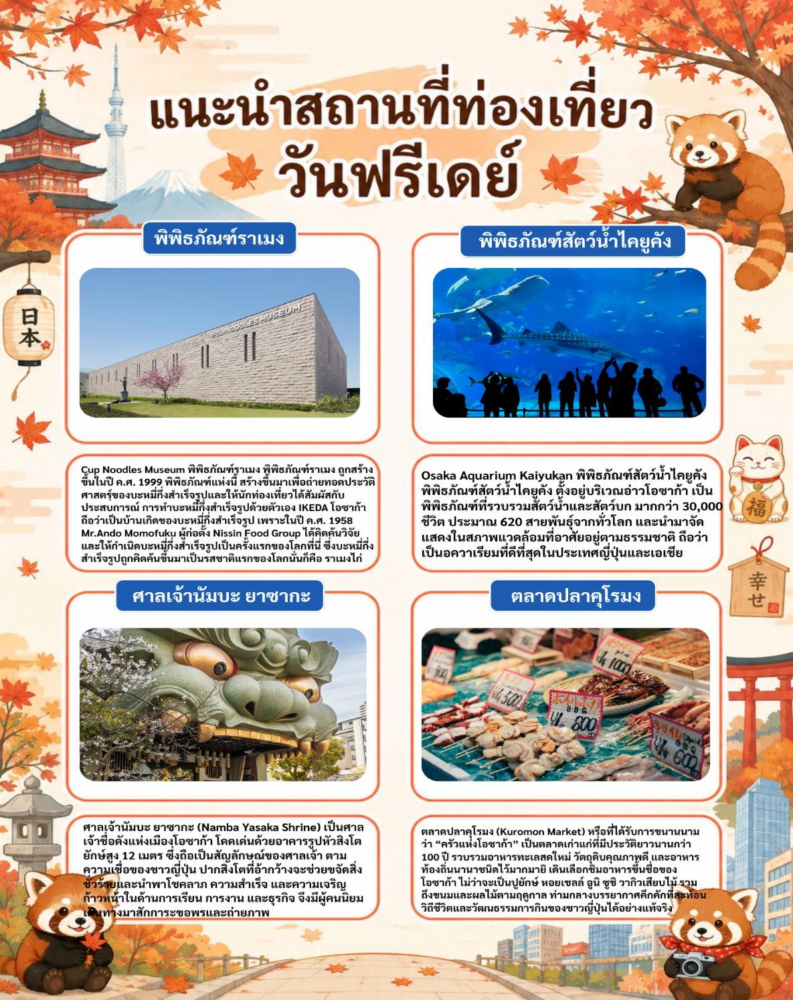 แนะนำสถานที่ท่องเที่ยว
วันฟรีเดย์
พิพิธภัณฑ์ราเมง
พิพิธภัณฑ์สัตว์น้ำไคยูคัง
日本
CUPNOODLES MUSEUM
Cup Noodles Museum พิพิธภัณฑ์ราเมง พิพิธภัณฑ์ราเมง ถูกสร้าง
ขึ้นในปี ค.ศ. 1999 พิพิธภัณฑ์แห่งนี้ สร้างขึ้นมาเพื่อถ่ายทอดประวัติ
ศาสตร์ของบะหมี่กึ่งสำเร็จรูปและให้นักท่องเที่ยวได้สัมผัสกับ
ประสบการณ์ การทำบะหมี่กึ่งสำเร็จรูปด้วยตัวเอง IKEDA โอซาก้า
ถือว่าเป็นบ้านเกิดของบะหมี่กึ่งสำเร็จรูป เพราะในปี ค.ศ. 1958
Mr.Ando Momofuku ผู้ก่อตั้ง Nissin Food Group ได้คิดค้นวิจัย
และให้กำเนิดบะหมี่กึ่งสำเร็จรูปเป็นครั้งแรกของโลกที่นี่ ซึ่งบะหมี่กึ่ง
สำเร็จรูปถูกคิดค้นขึ้นมาเป็นรสชาติแรกของโลกนั่นก็คือ ราเมงไก่
Osaka Aquarium Kaiyukan พิพิธภัณฑ์สัตว์น้ำไคยูคัง
พิพิธภัณฑ์สัตว์น้ำไคยูคัง ตั้งอยู่บริเวณอ่าวโอซาก้า เป็น
พิพิธภัณฑ์ที่รวบรวมสัตว์น้ำและสัตว์บก มากกว่า 30,000
ชีวิต ประมาณ 620 สายพันธุ์จากทั่วโลก และนำมาจัด
แสดงในสภาพแวดล้อมที่อาศัยอยู่ตามธรรมชาติ ถือว่า
เป็นอควาเรียมที่ดีที่สุดในประเทศญี่ปุ่นและเอเชีย
福
幸せ
ศาลเจ้านัมบะ ยาซากะ
ตลาดปลาคุโรมง
1000
500
B・B・Q
800
B B Q
600
ศาลเจ้านัมบะ ยาซากะ (Namba Yasaka Shrine) เป็นศาล
เจ้าชื่อดังแห่งเมืองโอซาก้า โดดเด่นด้วยอาคารรูปหัวสิงโต
ยักษ์สูง 12 เมตร ซึ่งถือเป็นสัญลักษณ์ของศาลเจ้า ตาม
ความเชื่อของชาวญี่ปุ่น ปากสิงโตที่อ้ากว้างจะช่วยขจัดสิ่ง
ชั่วร้ายและนำพาโชคลาภ ความสำเร็จ และความเจริญ
ก้าวหน้าในด้านการเรียน การงาน และธุรกิจ จึงมีผู้คนนิยม
เดินทางมาสักการะขอพรและถ่ายภาพ
ตลาดปลาคุโรมง (Kuromon Market) หรือที่ได้รับการขนานนาม
ว่า “ครัวแห่งโอซาก้า” เป็นตลาดเก่าแก่ที่มีประวัติยาวนานกว่า
100 ปี รวบรวมอาหารทะเลสดใหม่ วัตถุดิบคุณภาพดี และอาหาร
ท้องถิ่นนานาชนิดไว้มากมายิ เดินเลือกชิมอาหารขึ้นชื่อของ
โอซาก้า ไม่ว่าจะเป็นปูยักษ์ หอยเชลล์ อูนิ ซูชิ วากิวเสียบไม้ รวม
ถึงขนมและผลไม้ตามฤดูกาล ท่ามกลางบรรยากาศคึกคักที่สะท้อน
วิถีชีวิตและวัฒนธรรมการกินของชาวญี่ปุ่นได้อย่างแท้จริง